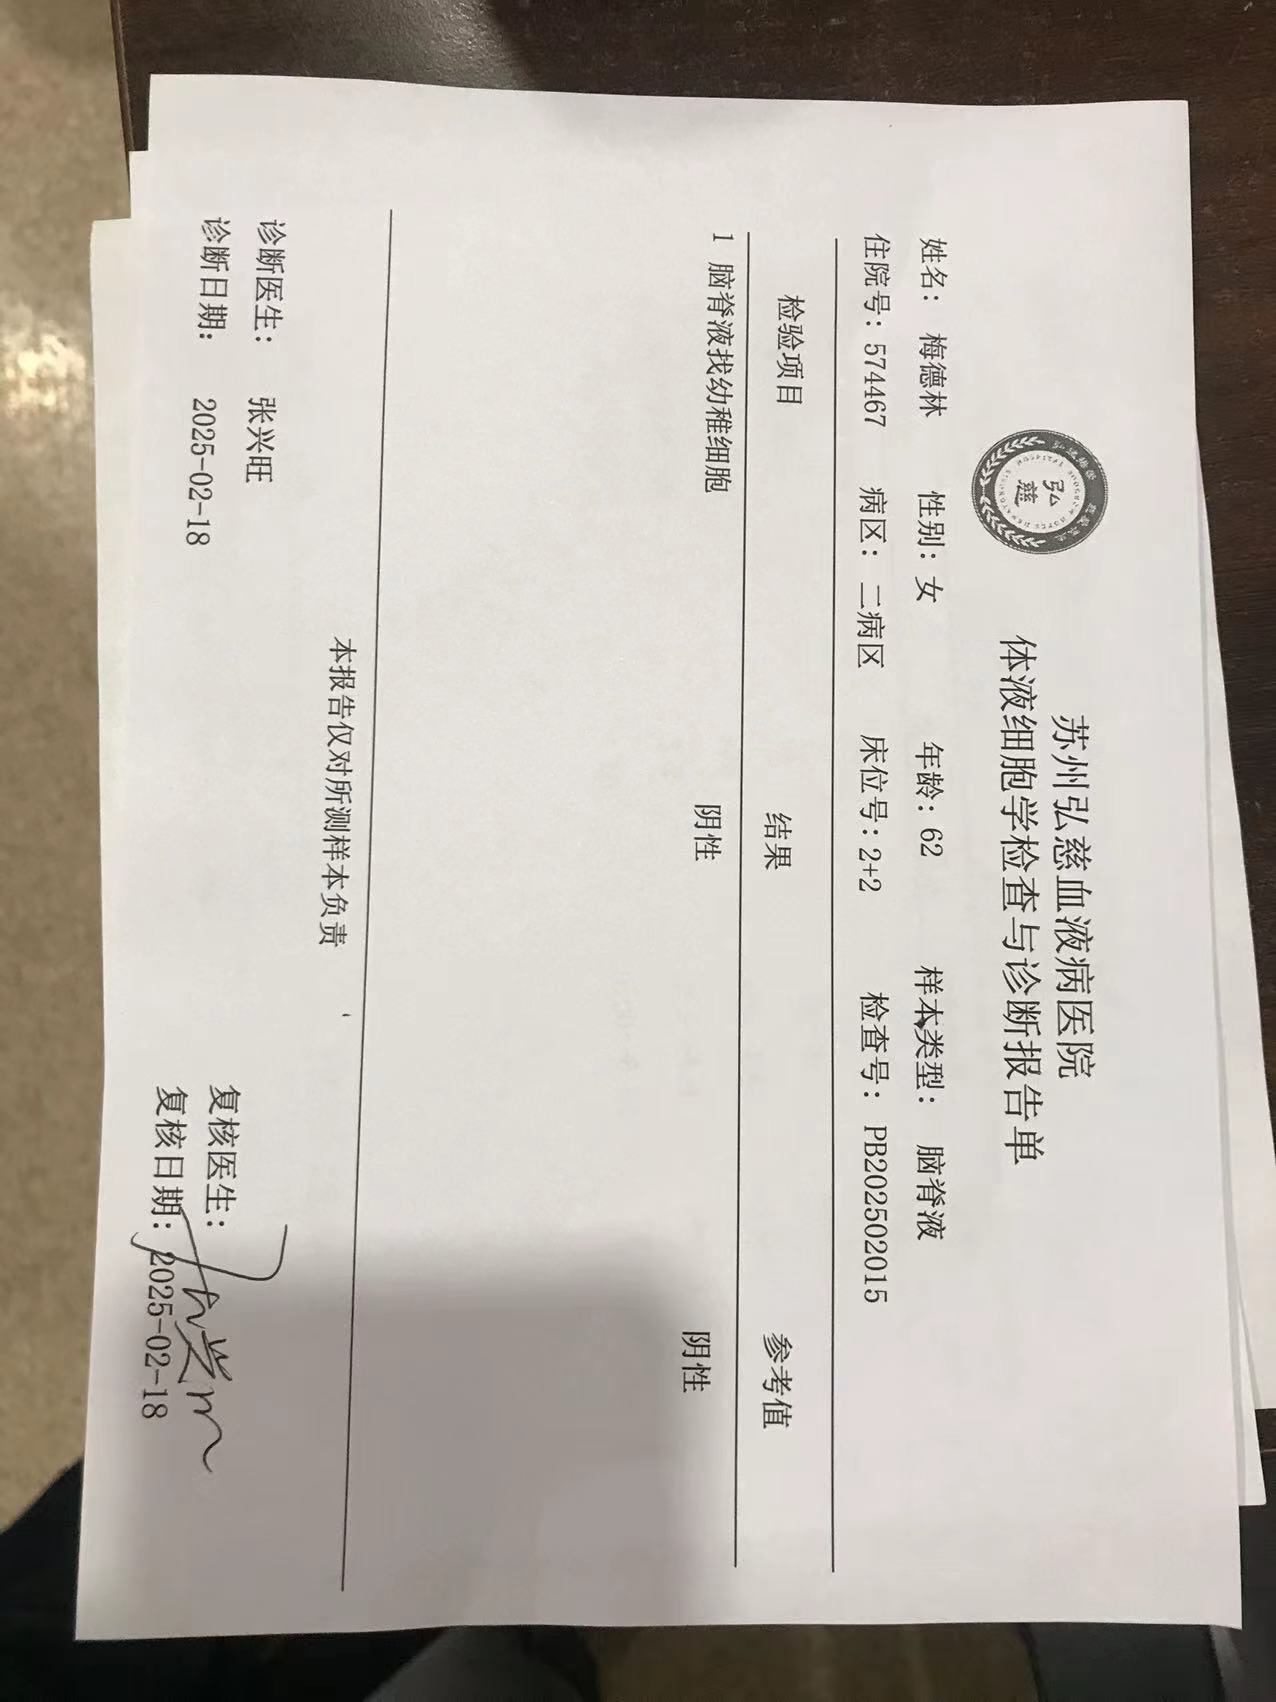 苏州弘慈血液病医院
体液细胞学检查与诊断报告单
弘慈
姓名： 梅德林 性别：女 年龄：62 样本类型： 脑脊液
住院号：574467 病区： 二病区 床位号：2+2 检查号： PB202502015
检验项目 结果 参考值
1 脑脊液找幼稚细胞 阴性 阴性
本报告仅对所测样本负责
诊断医生： 张兴旺 复核医生：
诊断日期： 2025-02-18 复核日期：2025-02-18